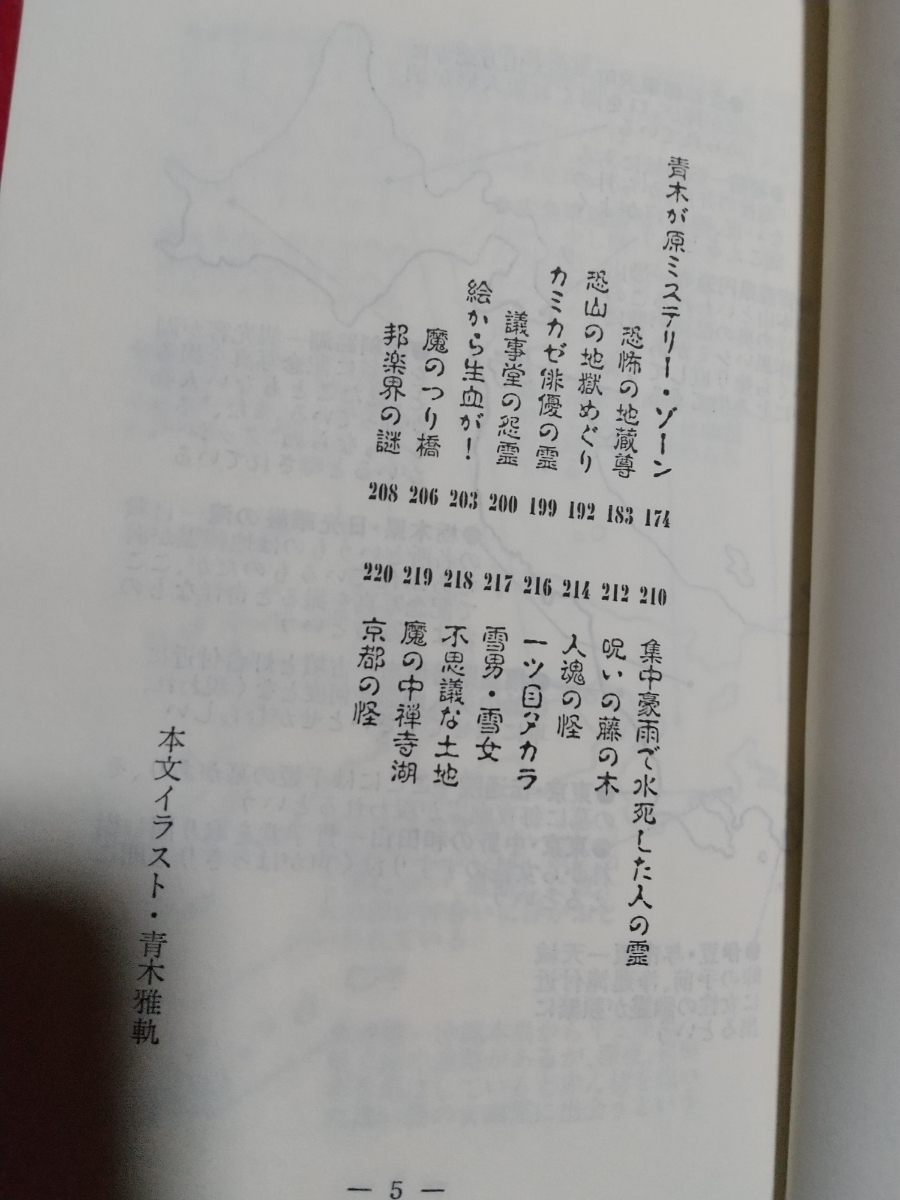 青木が原ミステリー・ゾーン 174
恐怖の地蔵尊 183
恐山の地獄めぐり 192
カミカゼ俳優の霊 199
議事堂の怨霊 200
絵から生血が！ 203
魔のつり橋 206
邦楽界の謎 208
210 集中豪雨で水死した人の霊
212 呪いの藤の木
214 人魂の怪
216 一ツ目タカラ
217 雪男・雪女
218 不思議な土地
219 魔の中禅寺湖
220 京都の怪
本文イラスト・青木雅軌
— 5 —